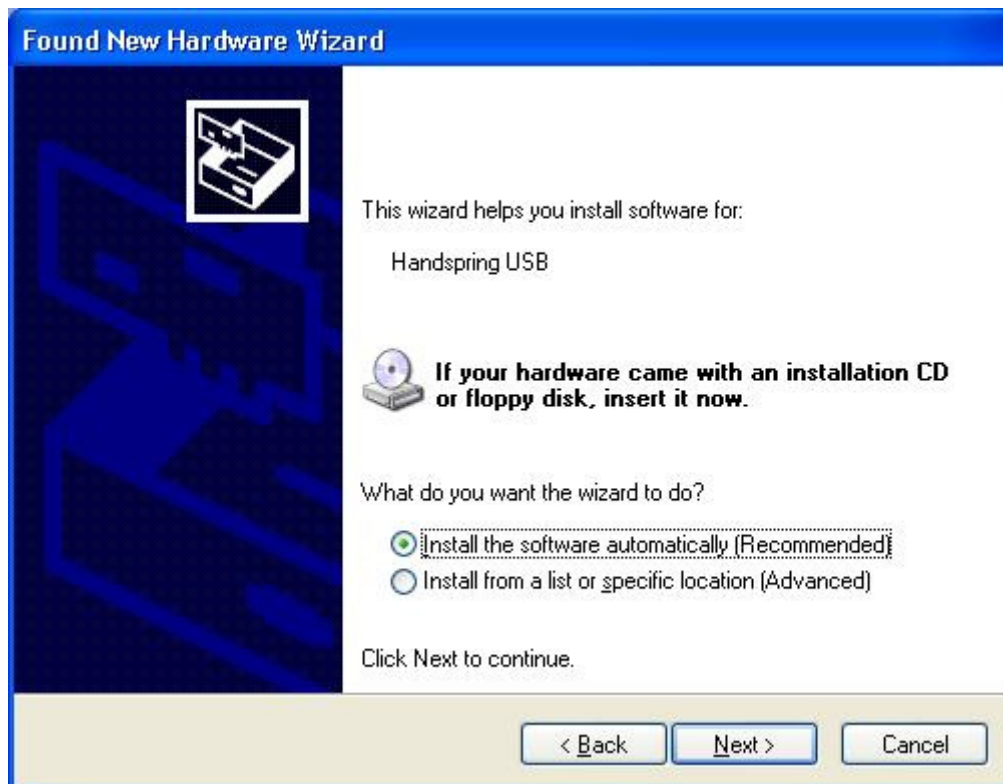 Found New Hardware Wizard
This wizard helps you install software for:
Handspring USB
If your hardware came with an installation CD
or floppy disk, insert it now.
What do you want the wizard to do?
Install the software automatically (Recommended)
Install from a list or specific location (Advanced)
Click Next to continue.
< Back Next > Cancel